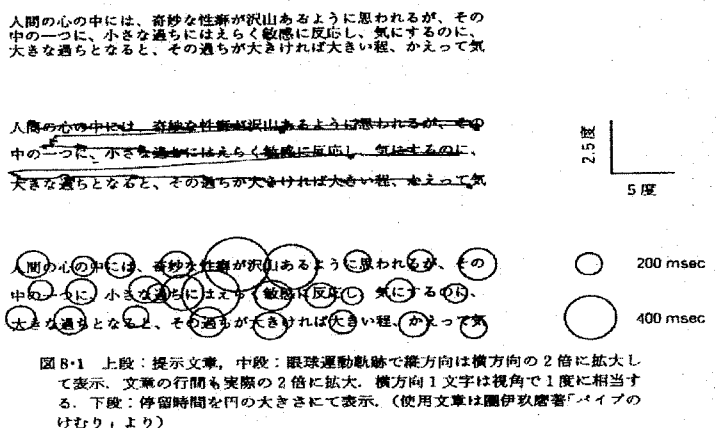 人間の心の中には、奇妙な性癖が沢山あるように思われるが、その
中の一つに、小さな過ちにはえらく敏感に反応し、気にするのに、
大きな過ちとなると、その過ちが大きければ大きい程、かえって気
人間の心の中には、奇妙な性癖が沢山あるように思われるが、その
中の一つに、小さな過ちにはえらく敏感に反応し、気にするのに、
大きな過ちとなると、その過ちが大きければ大きい程、かえって気
2.5度
5度
人間の心の中には、奇妙な性癖が沢山あるように思われるが、その
中の一つに、小さな過ちにはえらく敏感に反応し、気にするのに、
大きな過ちとなると、その過ちが大きければ大きい程、かえって気
200 msec
400 msec
図8・1 上段：提示文章，中段：眼球運動軌跡で縦方向は横方向の2倍に拡大し
て表示．文章の行間も実際の2倍に拡大．横方向1文字は視角で1度に相当す
る．下段：停留時間を円の大きさにて表示．（使用文章は團伊玖磨著「パイプの
けむり」より）